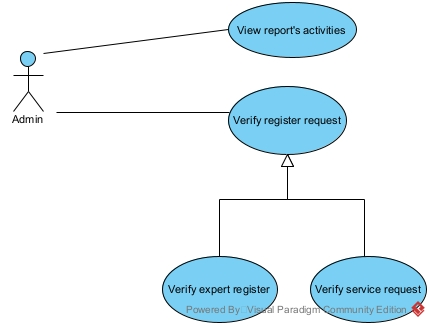 View report's activities
Admin
Verify register request
Verify expert register
Verify service request
Powered By: Visual Paradigm Community Edition